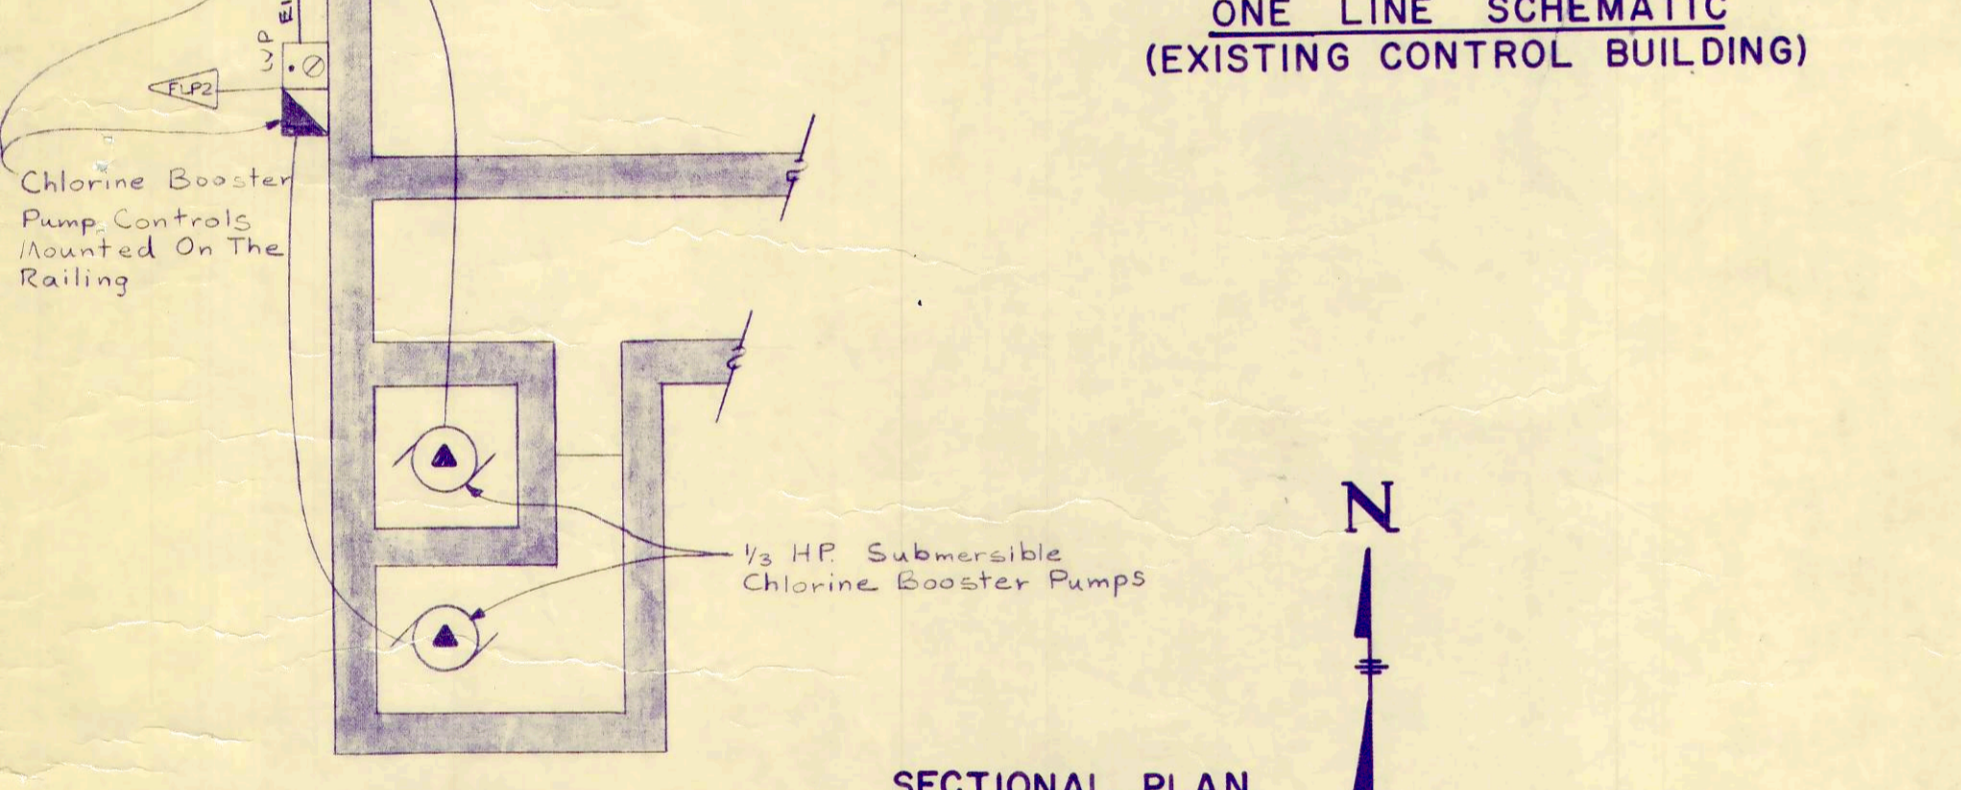 ONE LINE SCHEMATIC
(EXISTING CONTROL BUILDING)
FLP2
Chlorine Booster
Pump Controls
Mounted On The
Railing
1/3 HP. Submersible
Chlorine Booster Pumps
N
SECTIONAL PLAN